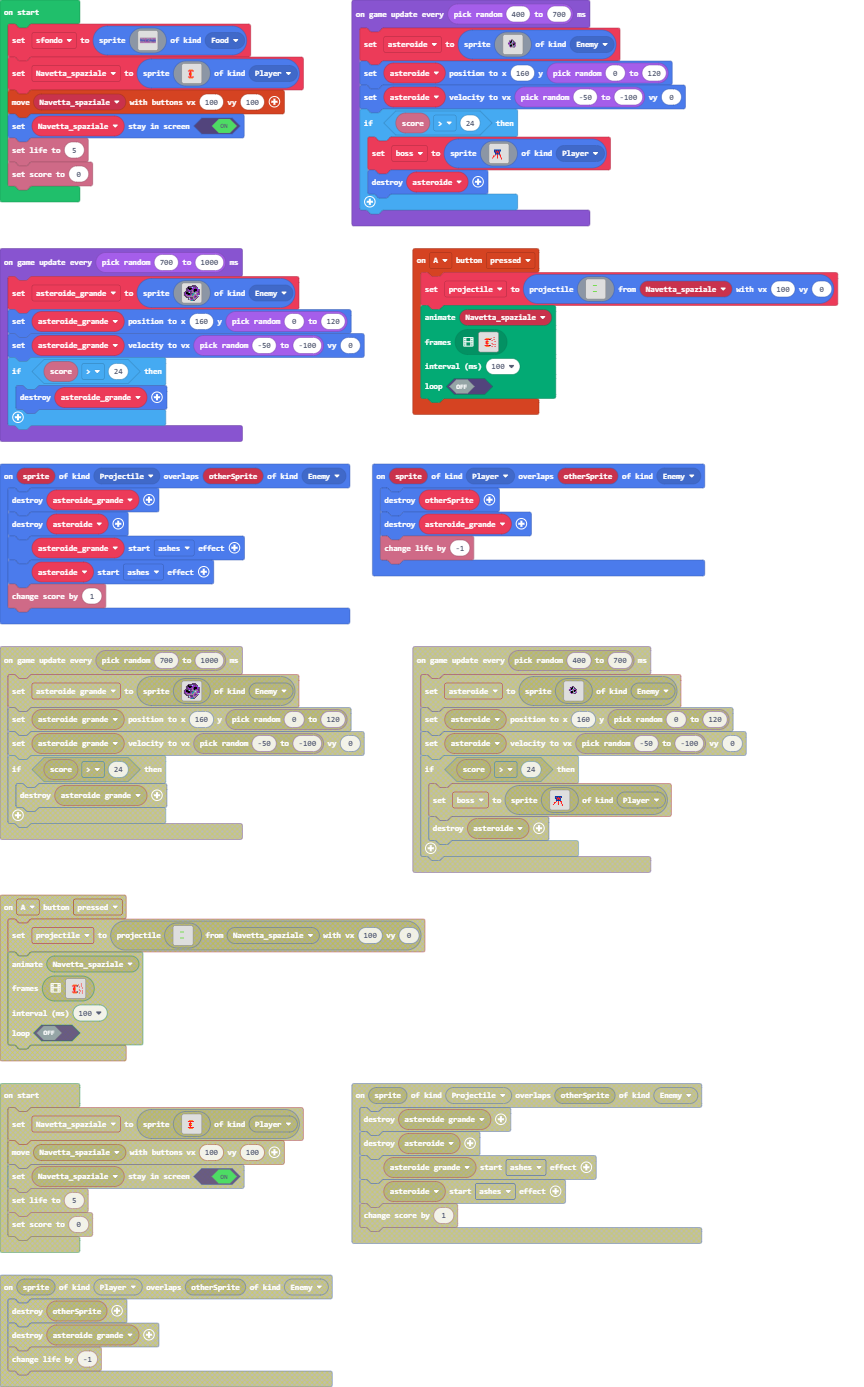 on start
set sfondo to sprite of kind Food
set Navetta_spaziale to sprite of kind Player
move Navetta_spaziale with buttons vx 100 vy 100
set Navetta_spaziale stay in screen ON
set life to 5
set score to 0
on game update every pick random 400 to 700 ms
set asteroide to sprite of kind Enemy
set asteroide position to x 160 y pick random 0 to 120
set asteroide velocity to vx pick random -50 to -100 vy 0
if score > 24 then
set boss to sprite of kind Player
destroy asteroide
on game update every pick random 700 to 1000 ms
set asteroide_grande to sprite of kind Enemy
set asteroide_grande position to x 160 y pick random 0 to 120
set asteroide_grande velocity to vx pick random -50 to -100 vy 0
if score > 24 then
destroy asteroide_grande
on A button pressed
set projectile to projectile from Navetta_spaziale with vx 100 vy 0
animate Navetta_spaziale
frames
interval (ms) 100
loop OFF
on sprite of kind Projectile overlaps otherSprite of kind Enemy
destroy asteroide_grande
destroy asteroide
asteroide_grande start ashes effect
asteroide start ashes effect
change score by 1
on sprite of kind Player overlaps otherSprite of kind Enemy
destroy otherSprite
destroy asteroide_grande
change life by -1
on game update every pick random 700 to 1000 ms
set asteroide grande to sprite of kind Enemy
set asteroide grande position to x 160 y pick random 0 to 120
set asteroide grande velocity to vx pick random -50 to -100 vy 0
if score > 24 then
destroy asteroide grande
on game update every pick random 400 to 700 ms
set asteroide to sprite of kind Enemy
set asteroide position to x 160 y pick random 0 to 120
set asteroide velocity to vx pick random -50 to -100 vy 0
if score > 24 then
set boss to sprite of kind Player
destroy asteroide
on A button pressed
set projectile to projectile from Navetta_spaziale with vx 100 vy 0
animate Navetta_spaziale
frames
interval (ms) 100
loop OFF
on start
set Navetta_spaziale to sprite of kind Player
move Navetta_spaziale with buttons vx 100 vy 100
set Navetta_spaziale stay in screen ON
set life to 5
set score to 0
on sprite of kind Projectile overlaps otherSprite of kind Enemy
destroy asteroide grande
destroy asteroide
asteroide grande start ashes effect
asteroide start ashes effect
change score by 1
on sprite of kind Player overlaps otherSprite of kind Enemy
destroy otherSprite
destroy asteroide grande
change life by -1